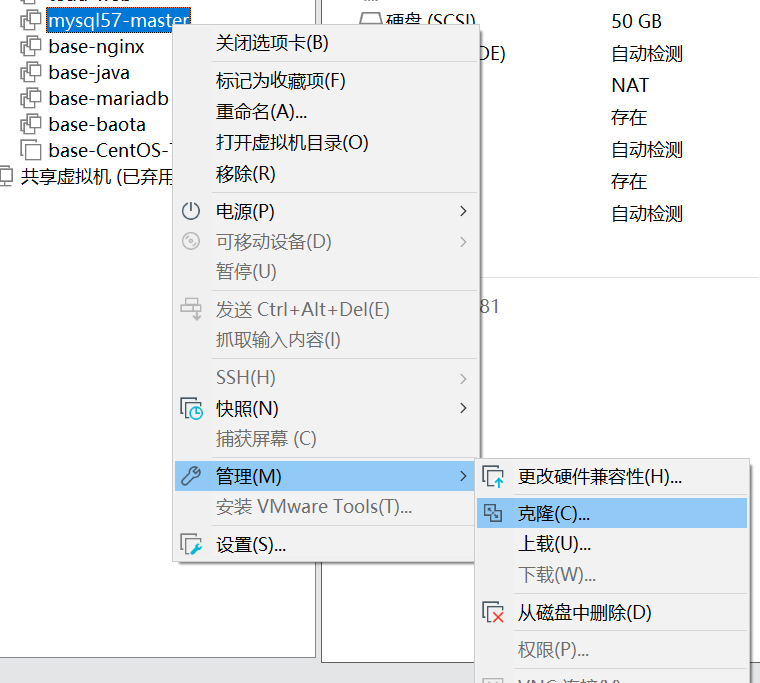 mysql57-master
base-nginx
base-java
base-mariadb
base-baota
base-CentOS-
共享虚拟机 (已弃用
硬盘 (SCSI)
50 GB
DE)
自动检测
NAT
存在
自动检测
存在
自动检测
81
关闭选项卡(B)
标记为收藏项(F)
重命名(A)...
打开虚拟机目录(O)
移除(R)
电源(P)
可移动设备(D)
暂停(U)
发送 Ctrl+Alt+Del(E)
抓取输入内容(I)
SSH(H)
快照(N)
捕获屏幕 (C)
管理(M)
安装 VMware Tools(T)...
设置(S)...
更改硬件兼容性(H)...
克隆(C)...
上载(U)...
下载(W)...
从磁盘中删除(D)
权限(P)...